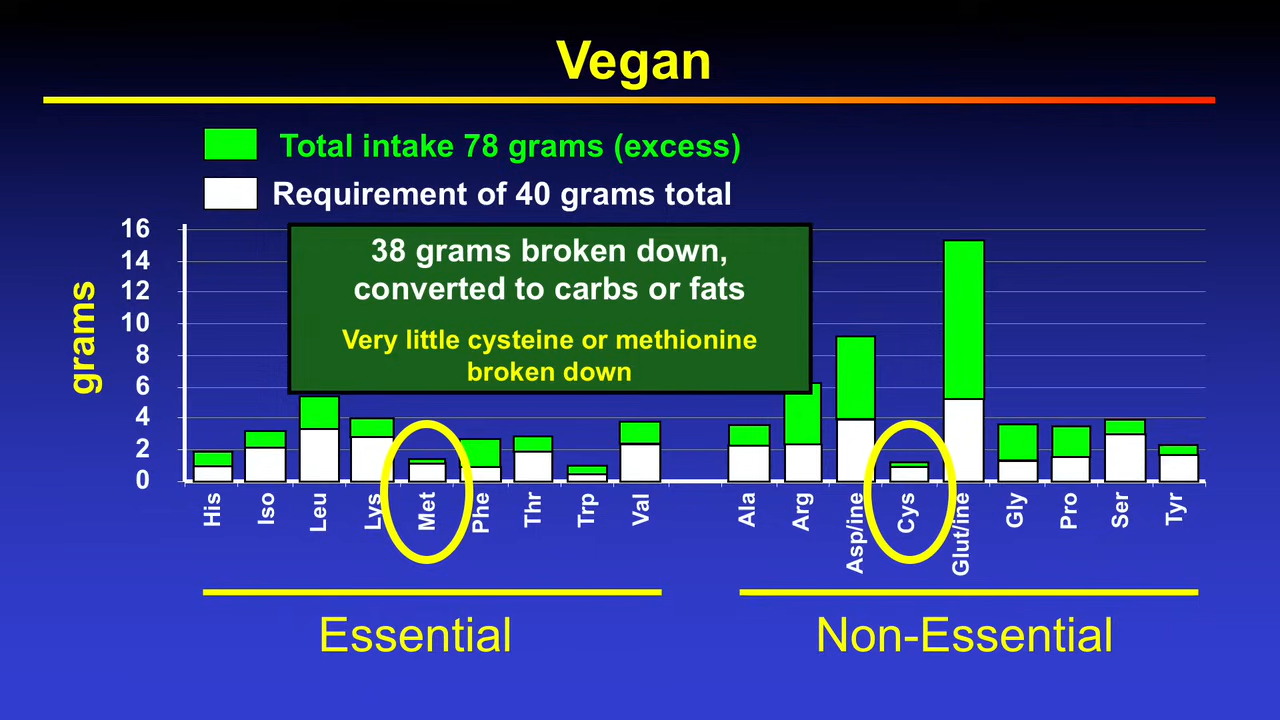 Vegan
Total intake 78 grams (excess)
Requirement of 40 grams total
38 grams broken down,
converted to carbs or fats
Very little cysteine or methionine
broken down
grams
16
14
12
10
8
6
4
2
0
His
Iso
Leu
Lys
Met
Phe
Thr
Trp
Val
Ala
Arg
Asp/ine
Cys
Glut/ine
Gly
Pro
Ser
Tyr
Essential
Non-Essential